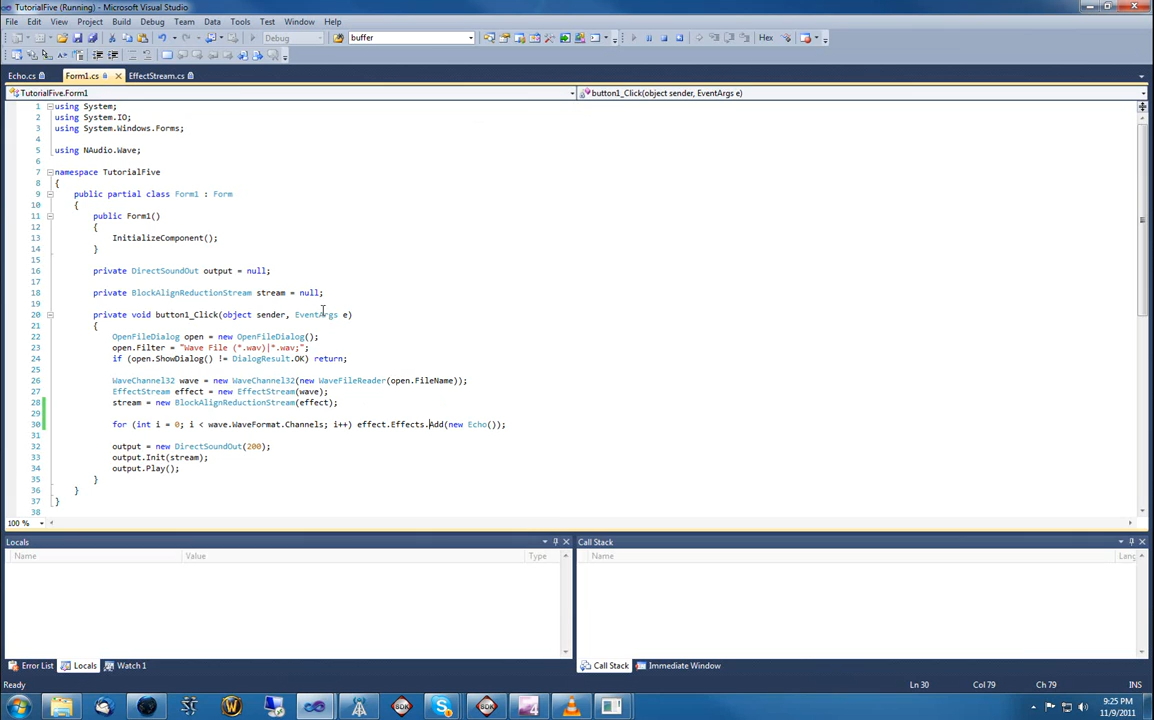 TutorialFive (Running) - Microsoft Visual Studio
File Edit View Project Build Debug Team Data Tools Test Window Help
Debug buffer Hex
Echo.cs Form1.cs EffectStream.cs
TutorialFive.Form1 button1_Click(object sender, EventArgs e)
1 using System;
2 using System.IO;
3 using System.Windows.Forms;
4
5 using NAudio.Wave;
6
7 namespace TutorialFive
8 {
9 public partial class Form1 : Form
10 {
11 public Form1()
12 {
13 InitializeComponent();
14 }
15
16 private DirectSoundOut output = null;
17
18 private BlockAlignReductionStream stream = null;
19
20 private void button1_Click(object sender, EventArgs e)
21 {
22 OpenFileDialog open = new OpenFileDialog();
23 open.Filter = "Wave File (*.wav)|*.wav;";
24 if (open.ShowDialog() != DialogResult.OK) return;
25
26 WaveChannel32 wave = new WaveChannel32(new WaveFileReader(open.FileName));
27 EffectStream effect = new EffectStream(wave);
28 stream = new BlockAlignReductionStream(effect);
29
30 for (int i = 0; i < wave.WaveFormat.Channels; i++) effect.Effects.Add(new Echo());
31
32 output = new DirectSoundOut(200);
33 output.Init(stream);
34 output.Play();
35 }
36 }
37 }
38
100 %
Locals Call Stack
Name Value Type Name Lang
Error List Locals Watch 1 Call Stack Immediate Window
Ready Ln 30 Col 79 Ch 79 INS
9:25 PM
11/9/2011